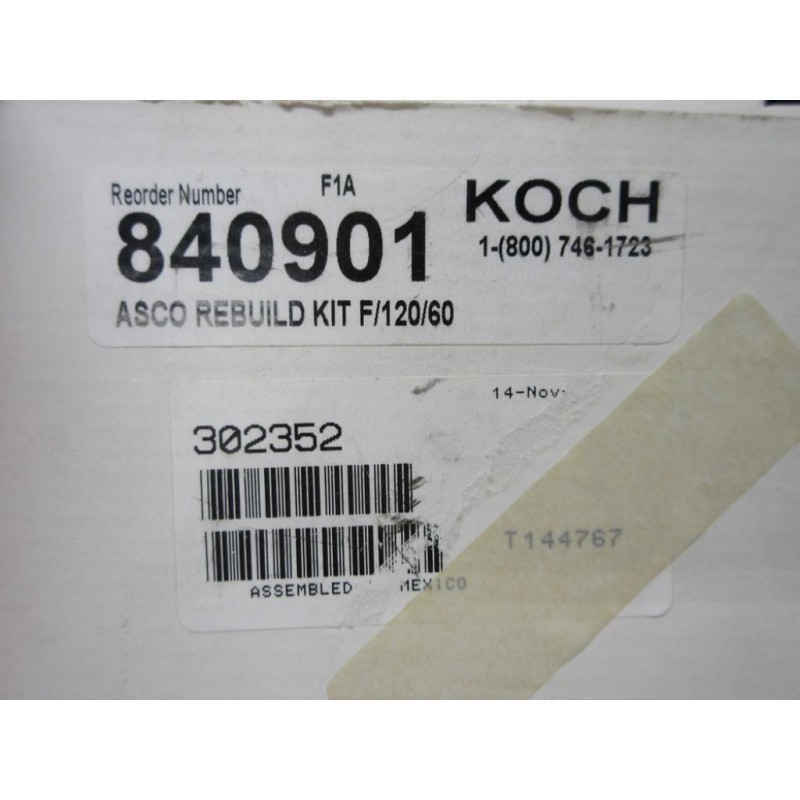 Reorder Number F1A KOCH
840901 1-(800) 746-1723
ASCO REBUILD KIT F/120/60
14-Nov-
302352
T144767
ASSEMBLED MEXICO